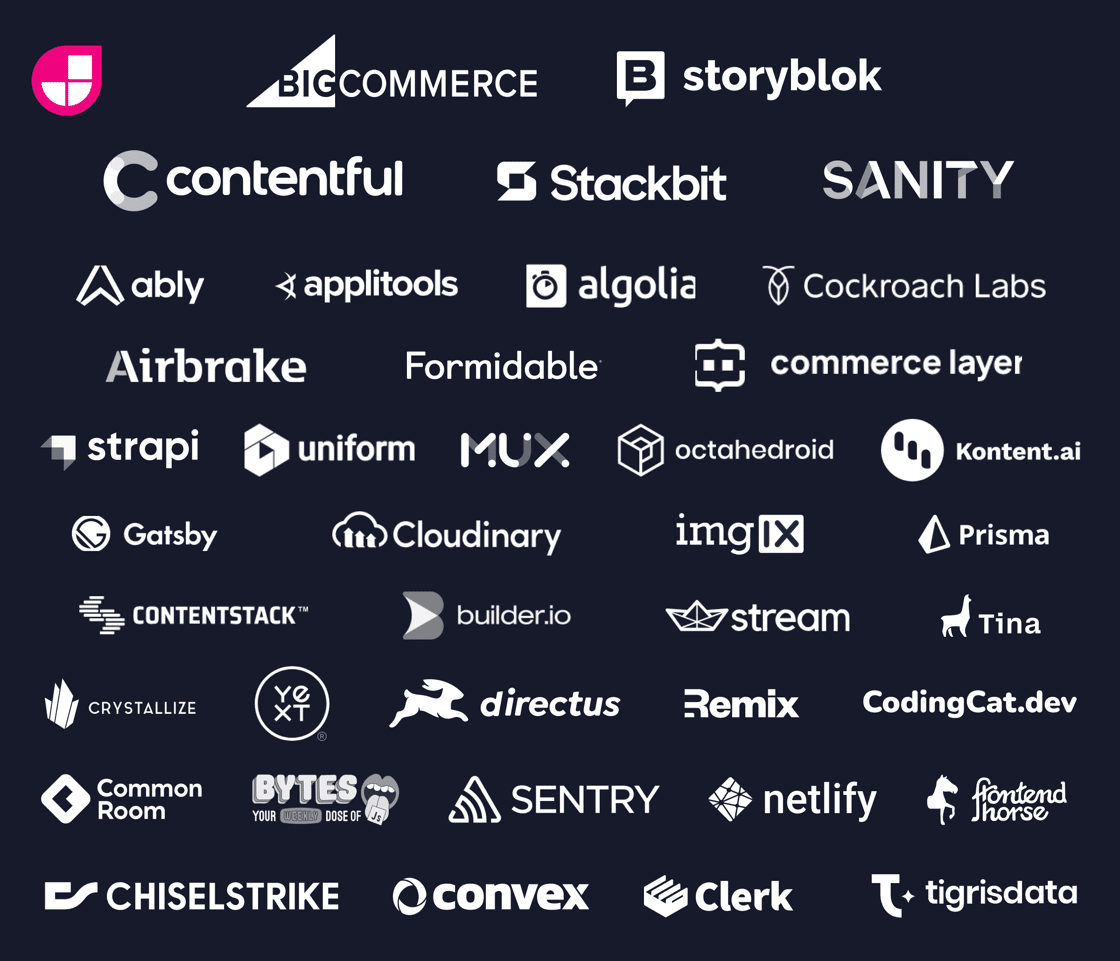 BIGCOMMERCE
B storyblok
contentful
Stackbit
SANITY
ably
applitools
algolia
Cockroach Labs
Airbrake
Formidable
commerce layer
strapi
uniform
MUX
octahedroid
Kontent.ai
G Gatsby
Cloudinary
imgIX
Prisma
CONTENTSTACK™
builder.io
stream
Tina
CRYSTALLIZE
YEXT®
directus
Remix
CodingCat.dev
Common
Room
BYTES
YOUR WEEKLY DOSE OF JS
SENTRY
netlify
frontend
horse
CHISELSTRIKE
convex
Clerk
tigrisdata